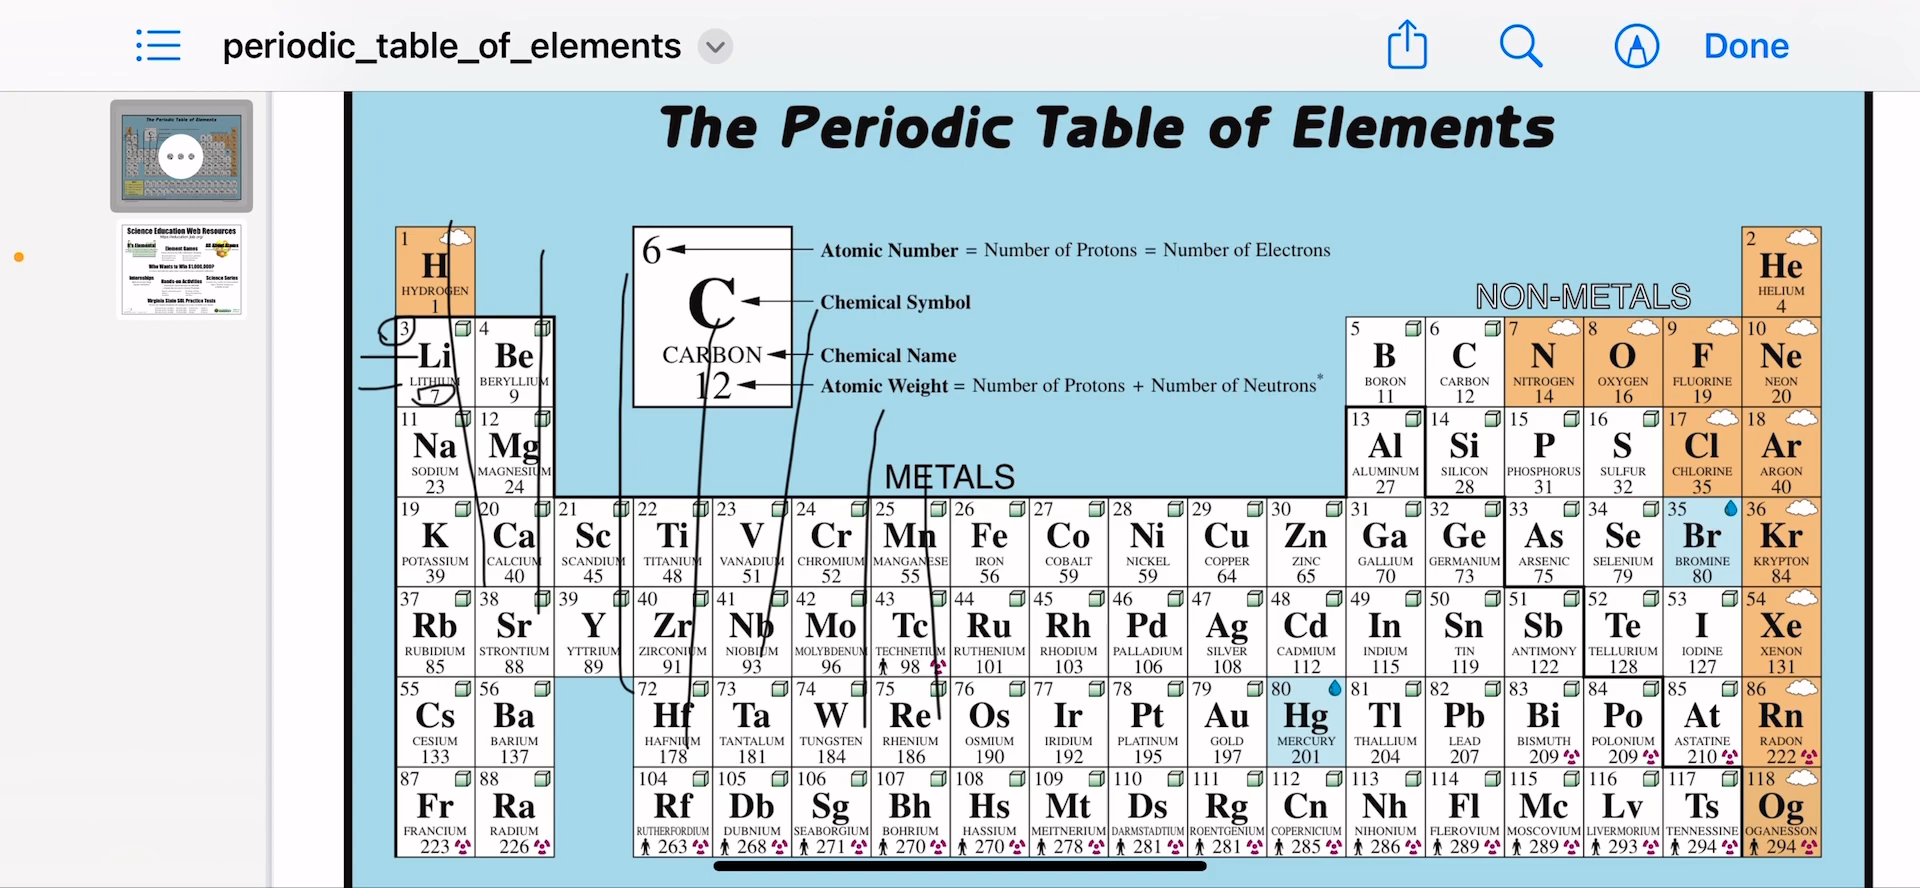 periodic_table_of_elements
Done
The Periodic Table of Elements
Science Education Web Resources
1
H
HYDROGEN
1
6
C
CARBON
12
Atomic Number = Number of Protons = Number of Electrons
Chemical Symbol
Chemical Name
Atomic Weight = Number of Protons + Number of Neutrons*
NON-METALS
METALS
2
He
HELIUM
4
3 4 5 6 7 8 9 10
Li Be B C N O F Ne
LITHIUM BERYLLIUM BORON CARBON NITROGEN OXYGEN FLUORINE NEON
7 9 11 12 14 16 19 20
11 12 13 14 15 16 17 18
Na Mg Al Si P S Cl Ar
SODIUM MAGNESIUM ALUMINUM SILICON PHOSPHORUS SULFUR CHLORINE ARGON
23 24 27 28 31 32 35 40
19 20 21 22 23 24 25 26 27 28 29 30 31 32 33 34 35 36
K Ca Sc Ti V Cr Mn Fe Co Ni Cu Zn Ga Ge As Se Br Kr
POTASSIUM CALCIUM SCANDIUM TITANIUM VANADIUM CHROMIUM MANGANESE IRON COBALT NICKEL COPPER ZINC GALLIUM GERMANIUM ARSENIC SELENIUM BROMINE KRYPTON
39 40 45 48 51 52 55 56 59 59 64 65 70 73 75 79 80 84
37 38 39 40 41 42 43 44 45 46 47 48 49 50 51 52 53 54
Rb Sr Y Zr Nb Mo Tc Ru Rh Pd Ag Cd In Sn Sb Te I Xe
RUBIDIUM STRONTIUM YTTRIUM ZIRCONIUM NIOBIUM MOLYBDENUM TECHNETIUM RUTHENIUM RHODIUM PALLADIUM SILVER CADMIUM INDIUM TIN ANTIMONY TELLURIUM IODINE XENON
85 88 89 91 93 96 98 101 103 106 108 112 115 119 122 128 127 131
55 56 72 73 74 75 76 77 78 79 80 81 82 83 84 85 86
Cs Ba Hf Ta W Re Os Ir Pt Au Hg Tl Pb Bi Po At Rn
CESIUM BARIUM HAFNIUM TANTALUM TUNGSTEN RHENIUM OSMIUM IRIDIUM PLATINUM GOLD MERCURY THALLIUM LEAD BISMUTH POLONIUM ASTATINE RADON
133 137 178 181 184 186 190 192 195 197 201 204 207 209 209 210 222
87 88 104 105 106 107 108 109 110 111 112 113 114 115 116 117 118
Fr Ra Rf Db Sg Bh Hs Mt Ds Rg Cn Nh Fl Mc Lv Ts Og
FRANCIUM RADIUM RUTHERFORDIUM DUBNIUM SEABORGIUM BOHRIUM HASSIUM MEITNERIUM DARMSTADTIUM ROENTGENIUM COPERNICIUM NIHONIUM FLEROVIUM MOSCOVIUM LIVERMORIUM TENNESSINE OGANESSON
223 226 263 268 271 270 270 278 281 281 285 286 289 289 293 294 294